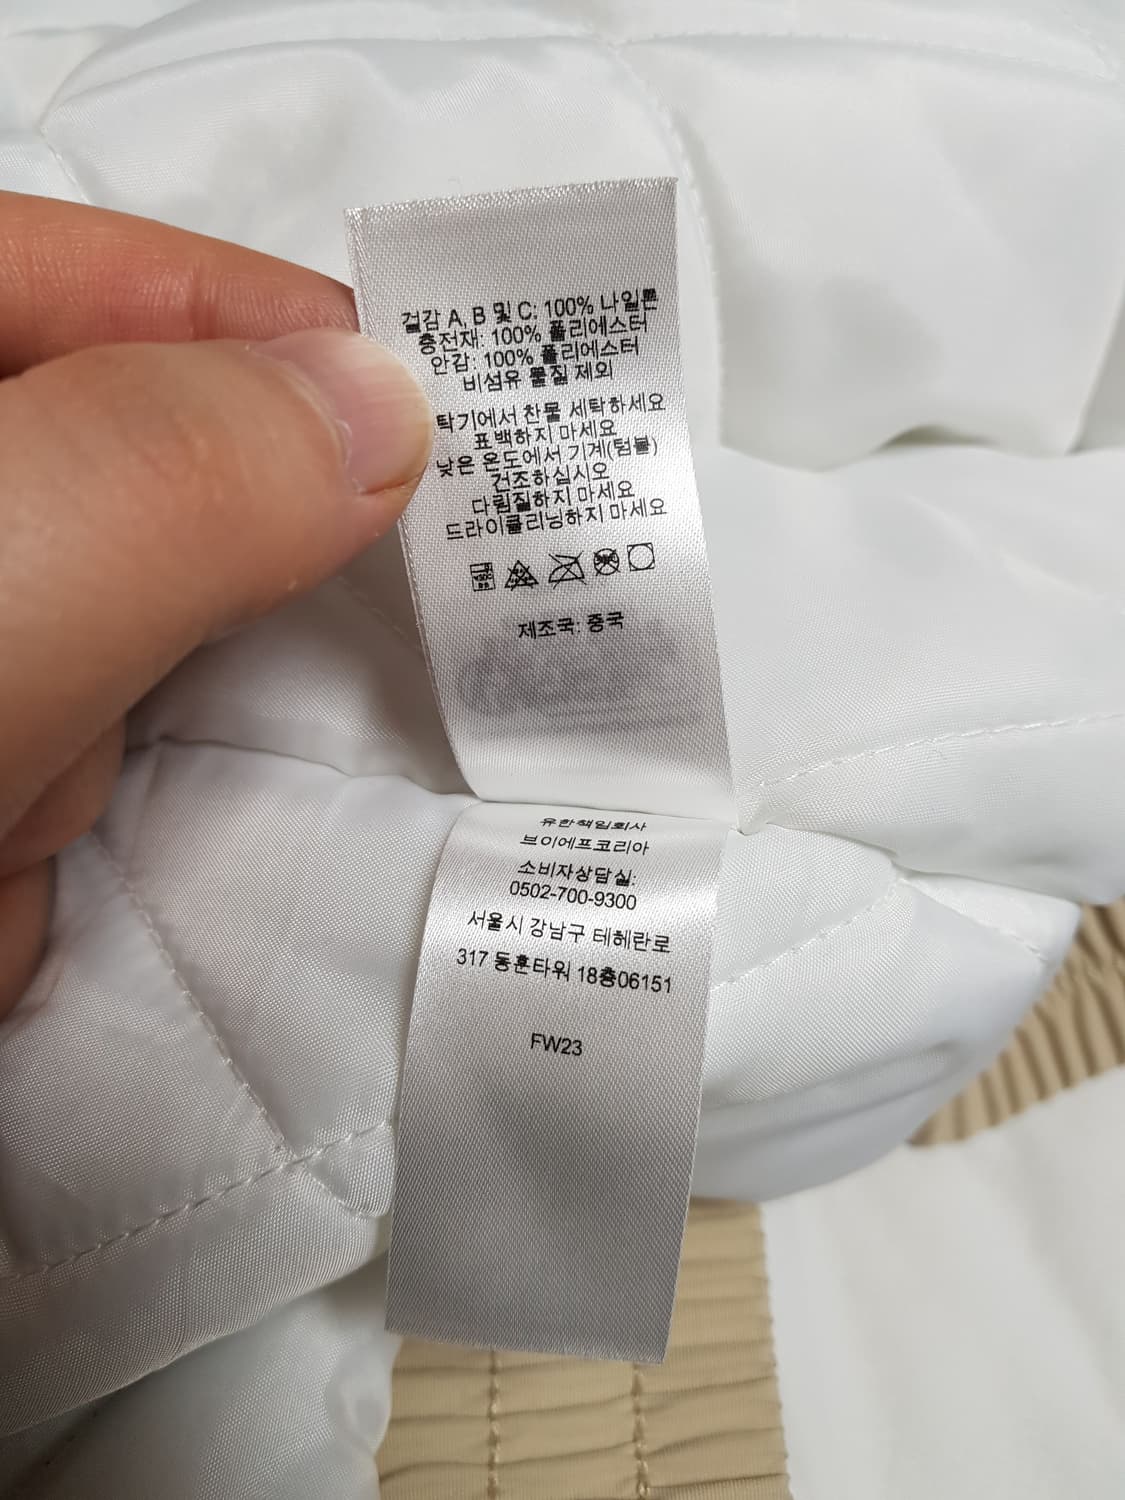 겉감 A, B 및 C: 100% 나일론
충전재: 100% 폴리에스터
안감: 100% 폴리에스터
비섬유 물질 제외
탁기에서 찬물 세탁하세요
표백하지 마세요
낮은 온도에서 기계(텀블)
건조하십시오
다림질하지 마세요
드라이클리닝하지 마세요
제조국: 중국
유한책임회사
브이에프코리아
소비자상담실:
0502-700-9300
서울시 강남구 테헤란로
317 동훈타워 18층06151
FW23